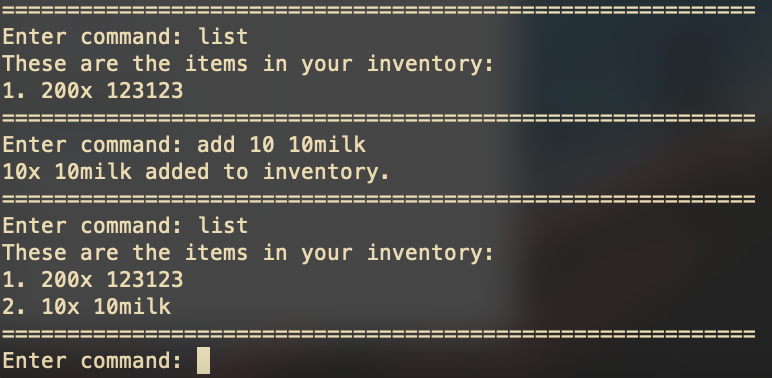 ==========================================================
Enter command: list
These are the items in your inventory:
1. 200x 123123
==========================================================
Enter command: add 10 10milk
10x 10milk added to inventory.
==========================================================
Enter command: list
These are the items in your inventory:
1. 200x 123123
2. 10x 10milk
==========================================================
Enter command: